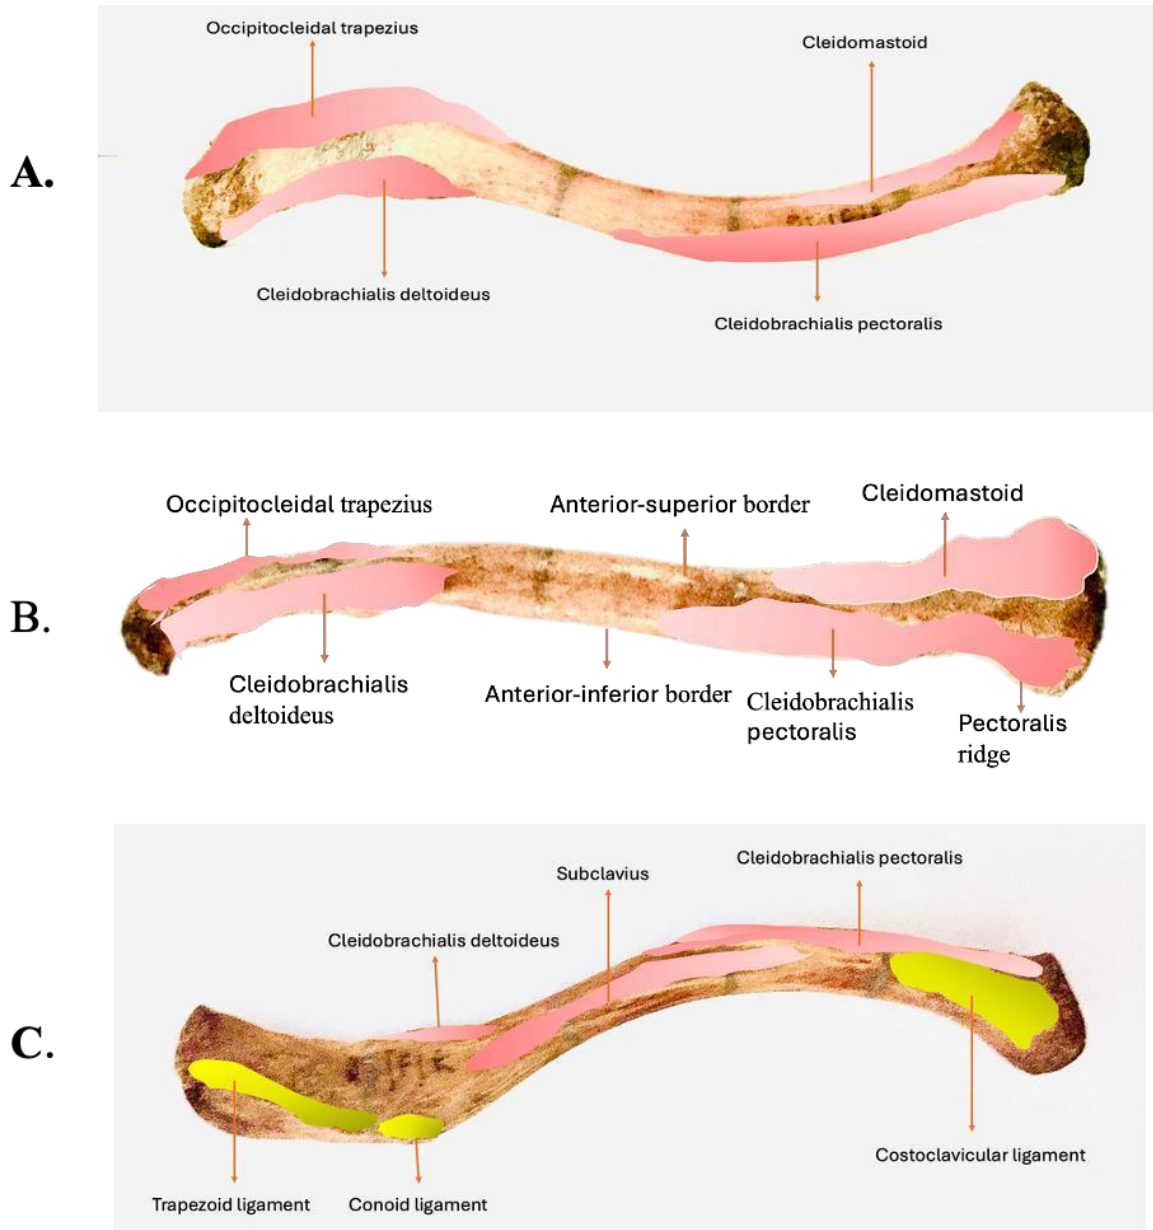 A.
Occipitocleidal trapezius
Cleidomastoid
Cleidobrachialis deltoideus
Cleidobrachialis pectoralis
B.
Occipitocleidal trapezius
Anterior-superior border
Cleidomastoid
Cleidobrachialis
deltoideus
Anterior-inferior border
Cleidobrachialis
pectoralis
Pectoralis
ridge
C.
Cleidobrachialis deltoideus
Subclavius
Cleidobrachialis pectoralis
Trapezoid ligament
Conoid ligament
Costoclavicular ligament